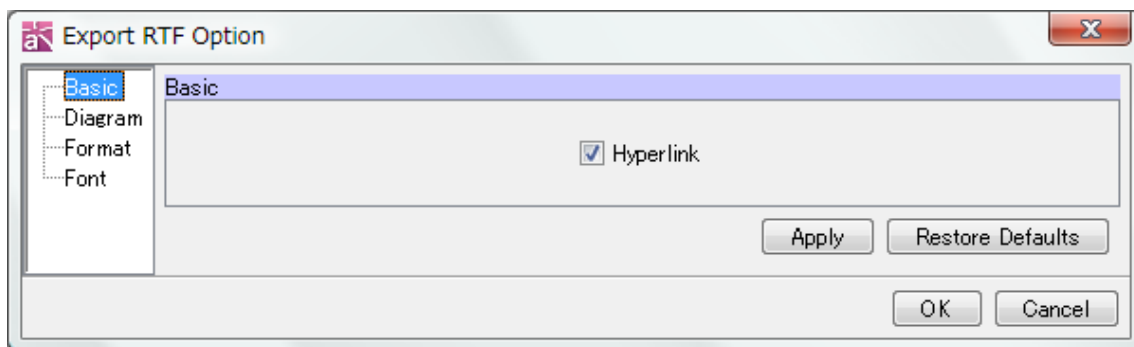 Export RTF Option
Basic
Diagram
Format
Font
Basic
Hyperlink
Apply
Restore Defaults
OK
Cancel